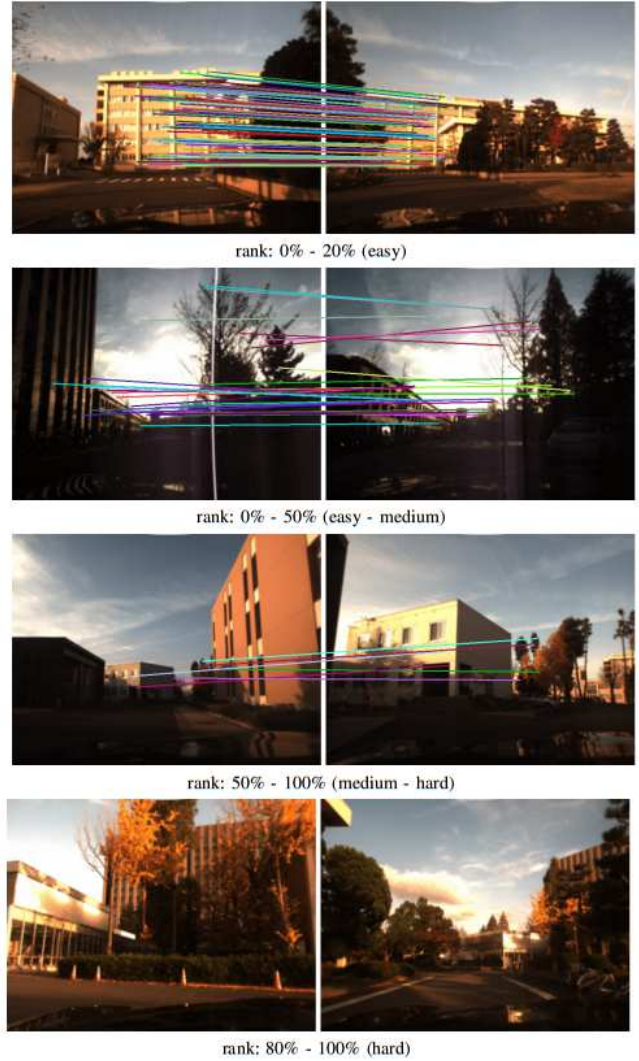 rank: 0% - 20% (easy)
rank: 0% - 50% (easy - medium)
rank: 50% - 100% (medium - hard)
rank: 80% - 100% (hard)